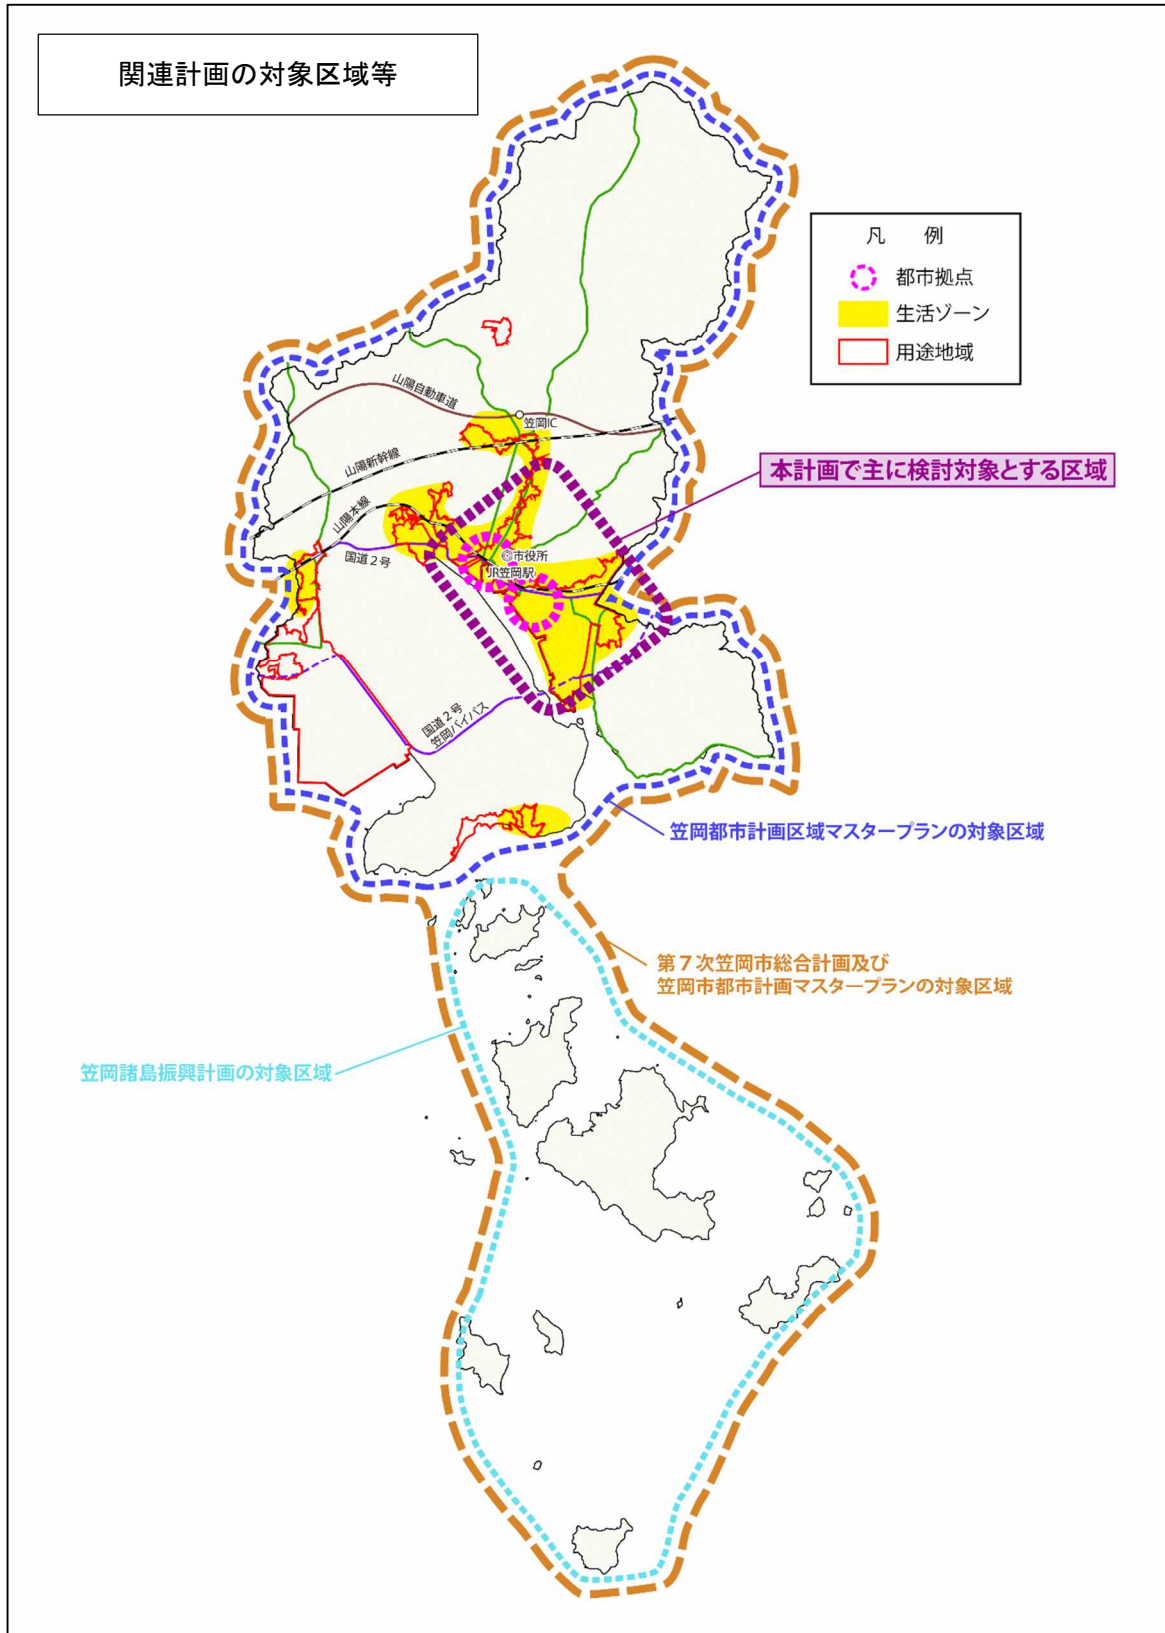 関連計画の対象区域等
凡　例
都市拠点
生活ゾーン
用途地域
山陽自動車道
笠岡IC
山陽新幹線
本計画で主に検討対象とする区域
山陽本線
国道２号
◎市役所
JR笠岡駅
国道２号
笠岡バイパス
笠岡都市計画区域マスタープランの対象区域
第７次笠岡市総合計画及び
笠岡市都市計画マスタープランの対象区域
笠岡諸島振興計画の対象区域